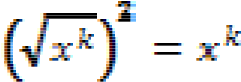 (√x^k)^2 = x^k